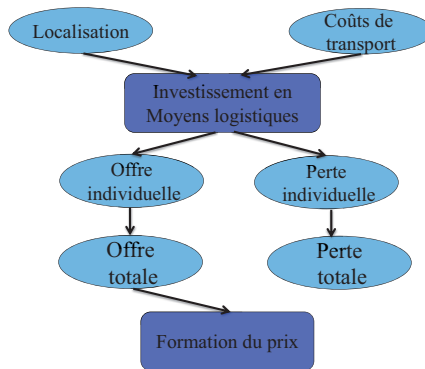 Localisation
Coûts de
transport
Investissement en
Moyens logistiques
Offre
individuelle
Perte
individuelle
Offre
totale
Perte
totale
Formation du prix